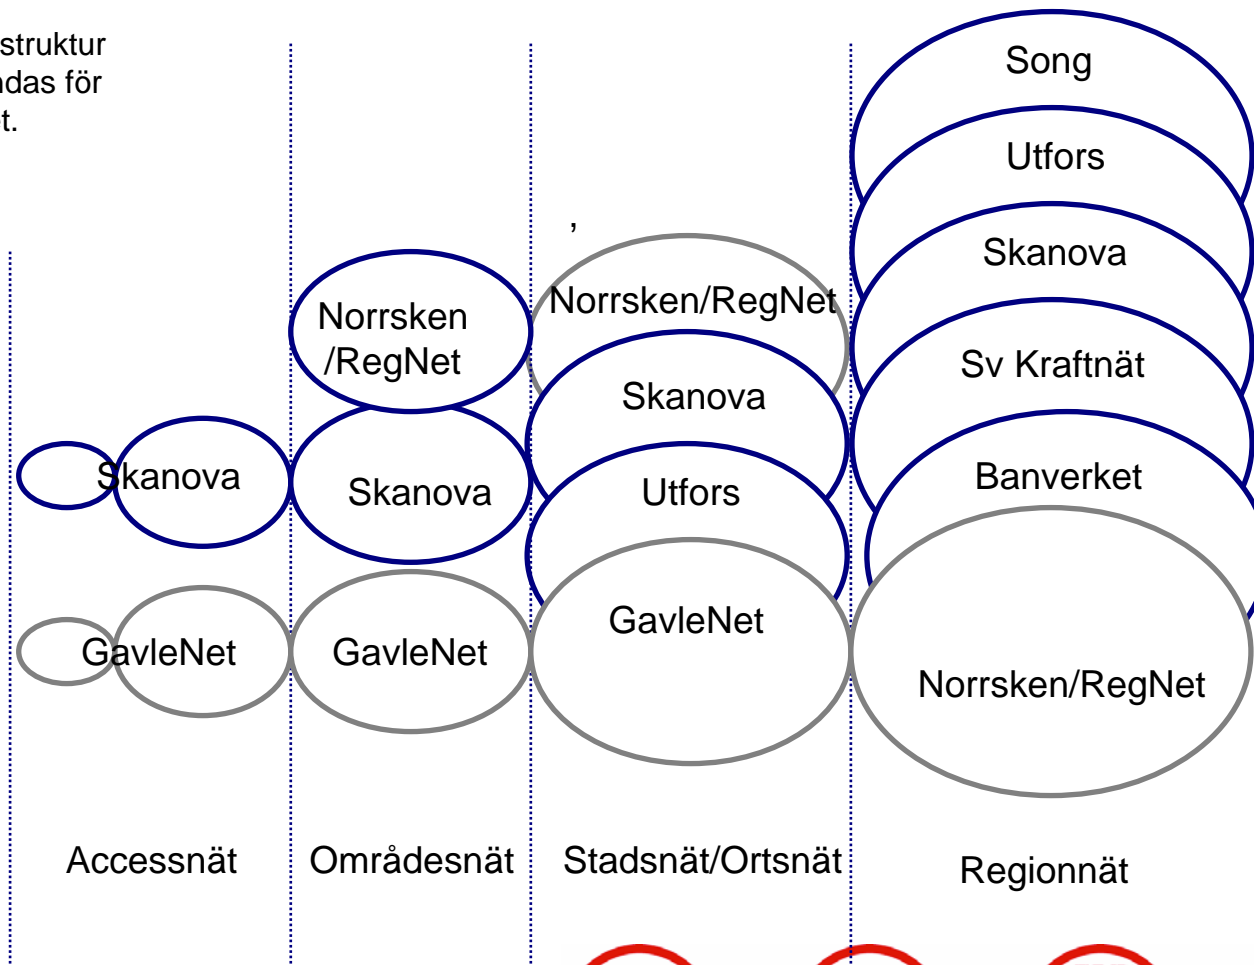 struktur
ndas för
t.
Song
Utfors
Skanova
Sv Kraftnät
Banverket
Norrsken/RegNet
,
Norrsken/RegNet
Skanova
Utfors
GavleNet
Norrsken
/RegNet
Skanova
GavleNet
Skanova
GavleNet
Accessnät
Områdesnät
Stadsnät/Ortsnät
Regionnät